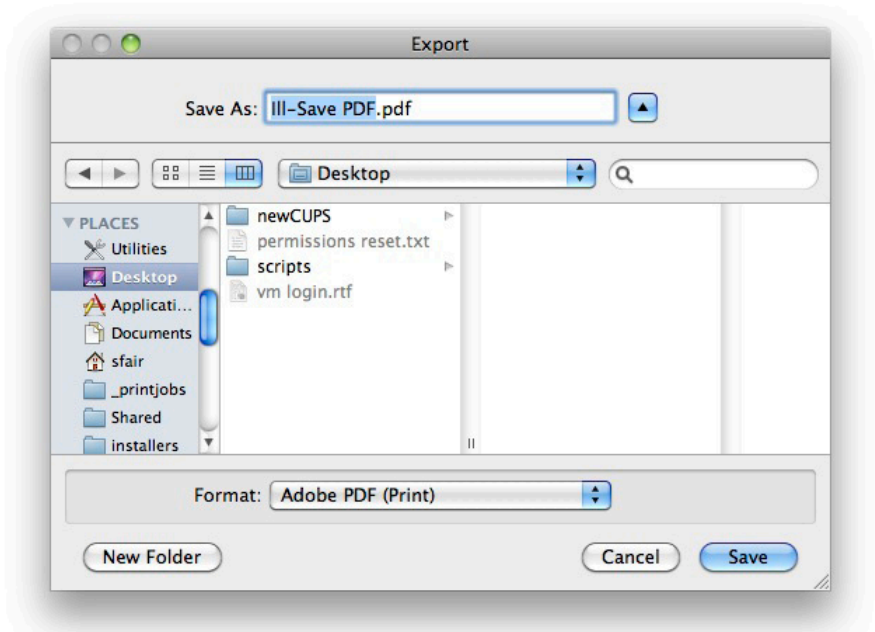 Export
Save As: Ill-Save PDF.pdf
Desktop
PLACES
Utilities
Desktop
Applicati...
Documents
sfair
_printjobs
Shared
installers
newCUPS
permissions reset.txt
scripts
vm login.rtf
Format: Adobe PDF (Print)
New Folder
Cancel
Save